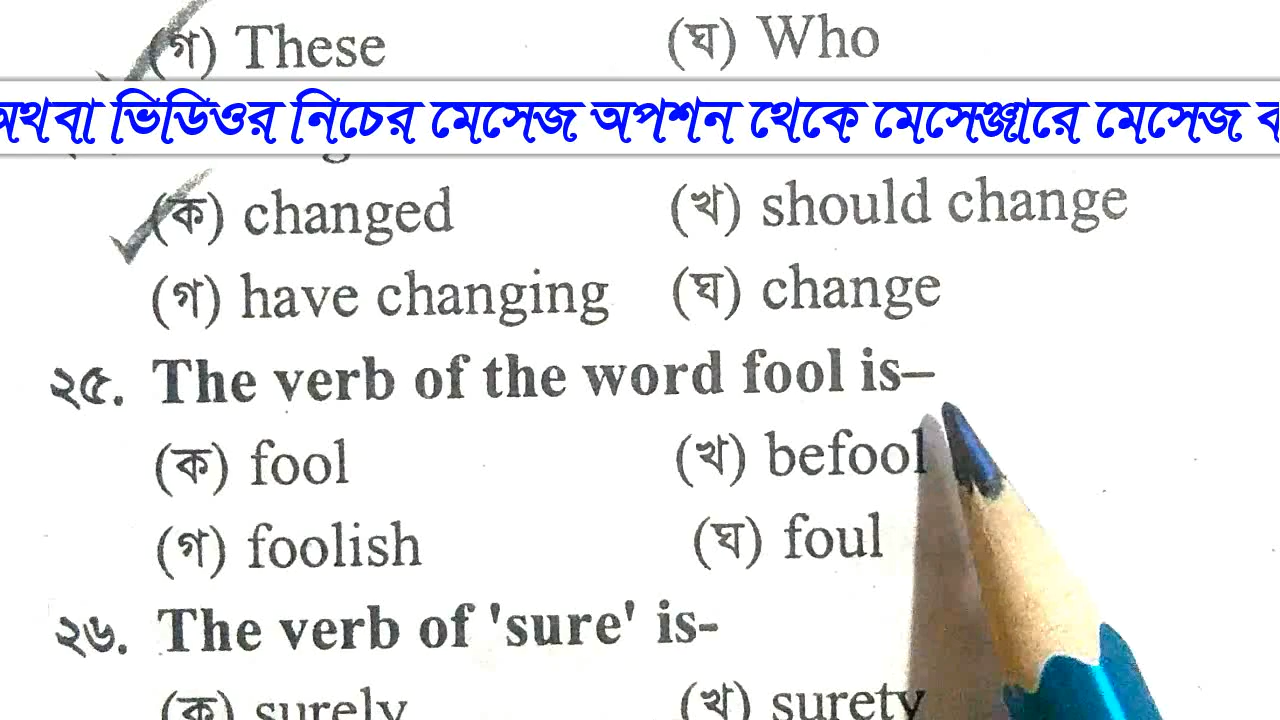 (গ) These (ঘ) Who
অথবা ভিডিওর নিচের মেসেজ অপশন থেকে মেসেঞ্জারে মেসেজ
(ক) changed (খ) should change
(গ) have changing (ঘ) change
২৫. The verb of the word fool is–
(ক) fool (খ) befool
(গ) foolish (ঘ) foul
২৬. The verb of 'sure' is-
(ক) surely (খ) surety